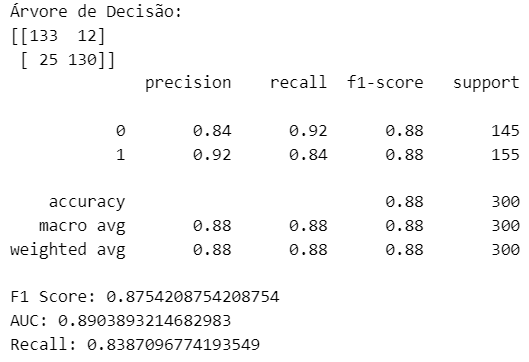 Árvore de Decisão:
[[133  12]
 [ 25 130]]
              precision    recall  f1-score   support

           0       0.84      0.92      0.88       145
           1       0.92      0.84      0.88       155

    accuracy                           0.88       300
   macro avg       0.88      0.88      0.88       300
weighted avg       0.88      0.88      0.88       300

F1 Score: 0.8754208754208754
AUC: 0.8903893214682983
Recall: 0.8387096774193549